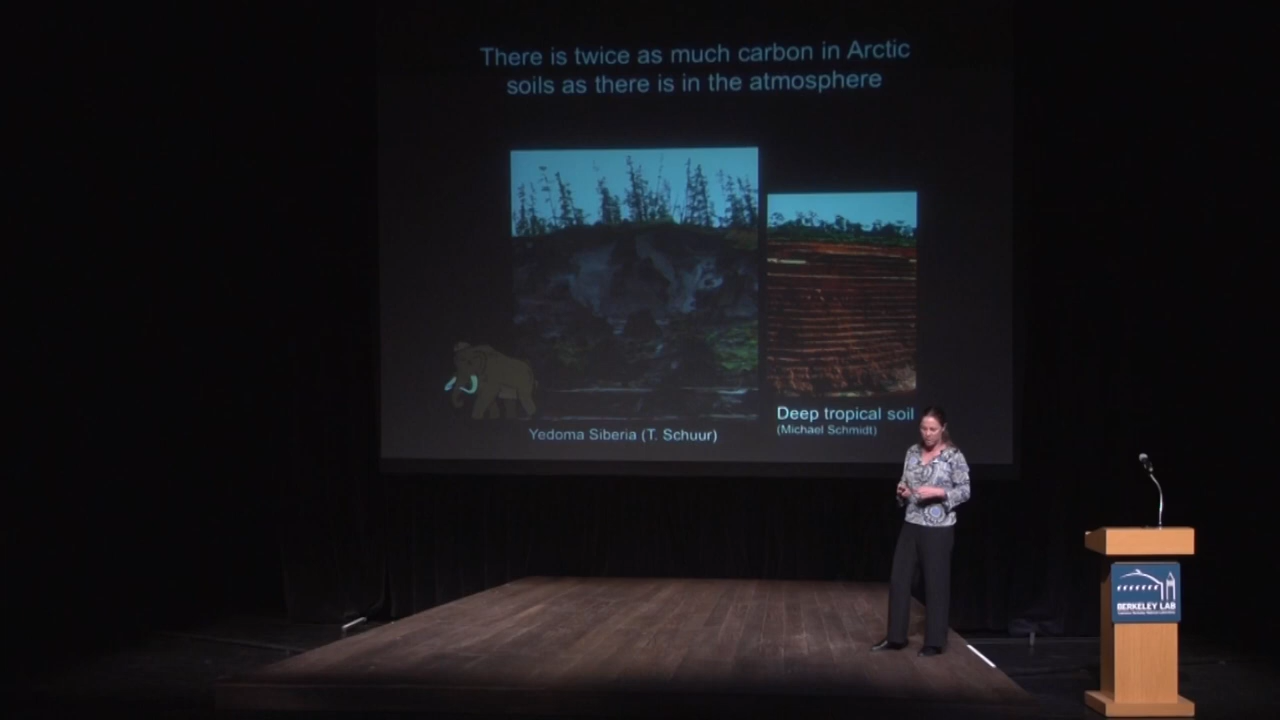 There is twice as much carbon in Arctic
soils as there is in the atmosphere
Yedoma Siberia (T. Schuur)
Deep tropical soil
(Michael Schmidt)
BERKELEY LAB